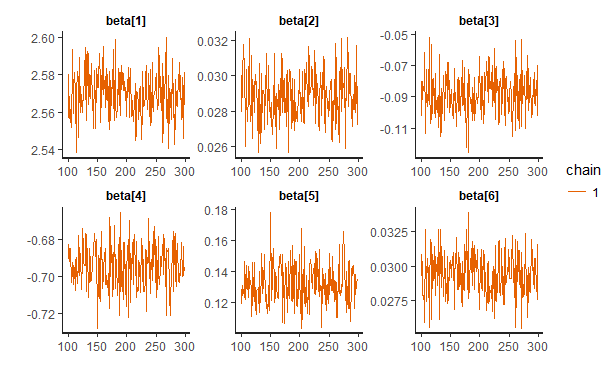 beta[1] beta[2] beta[3]
2.60 0.032 -0.05
2.58 0.030 -0.07
2.56 0.028 -0.09
2.54 0.026 -0.11
100 150 200 250 300 100 150 200 250 300 100 150 200 250 300
chain
1
beta[4] beta[5] beta[6]
-0.68 0.18 0.0325
-0.70 0.16 0.0300
-0.72 0.14 0.0275
0.12
100 150 200 250 300 100 150 200 250 300 100 150 200 250 300